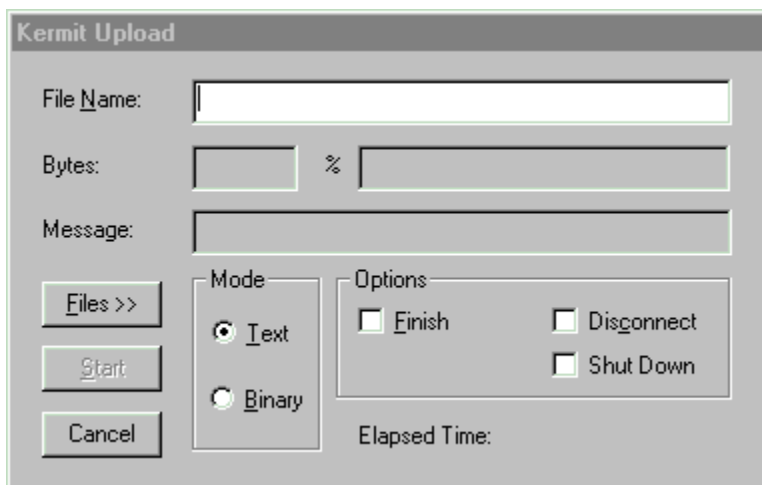 Kermit Upload
File Name:
Bytes: %
Message:
Files >>
Start
Cancel
Mode
Text
Binary
Options
Finish Disconnect
Shut Down
Elapsed Time: